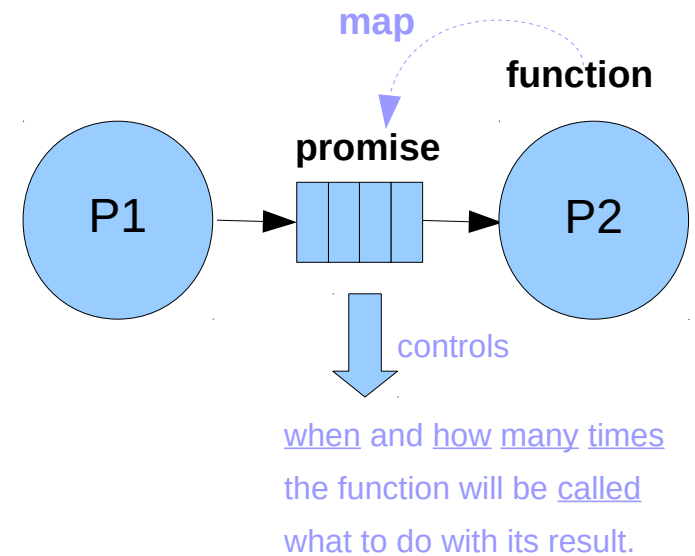 map
function
promise
P1
P2
controls
when and how many times
the function will be called
what to do with its result.